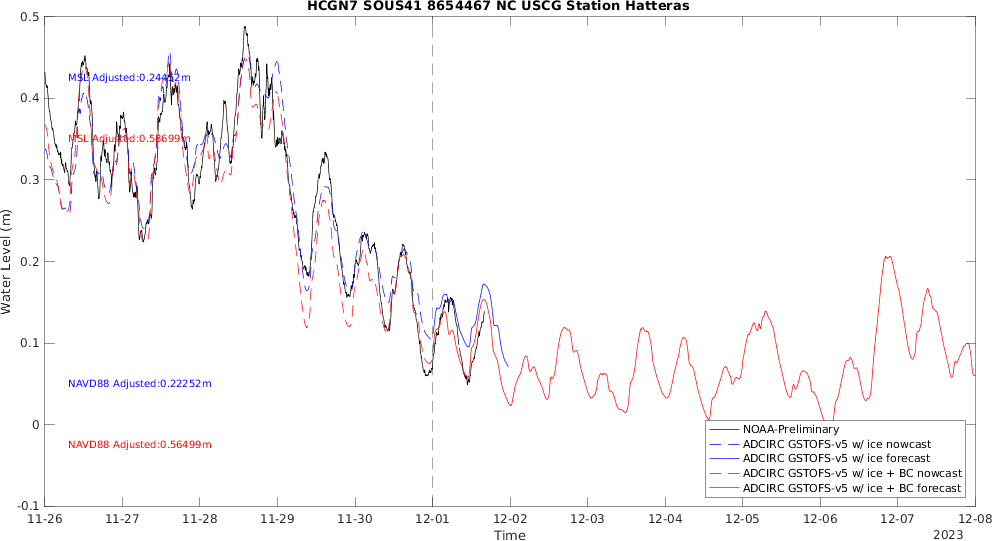 HCGN7 SOUS41 8654467 NC USCG Station Hatteras
Water Level (m)
0.5
0.4
0.3
0.2
0.1
0
-0.1
MSL Adjusted:0.24452m
MSL Adjusted:0.58699m
NAVD88 Adjusted:0.22252m
NAVD88 Adjusted:0.56499m
NOAA-Preliminary
ADCIRC GSTOFS-v5 w/ ice nowcast
ADCIRC GSTOFS-v5 w/ ice forecast
ADCIRC GSTOFS-v5 w/ ice + BC nowcast
ADCIRC GSTOFS-v5 w/ ice + BC forecast
11-26 11-27 11-28 11-29 11-30 12-01 12-02 12-03 12-04 12-05 12-06 12-07 12-08
Time
2023